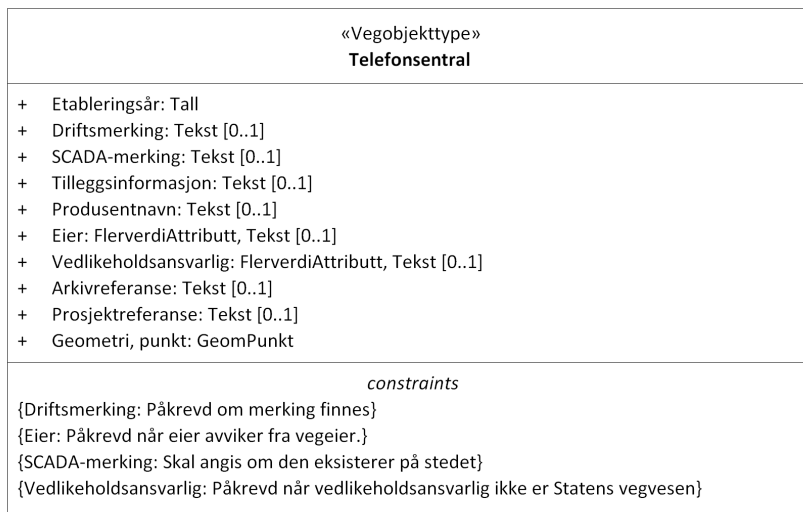 «Vegobjekttype»
Telefonsentral
+ Etableringsår: Tall
+ Driftsmerking: Tekst [0..1]
+ SCADA-merking: Tekst [0..1]
+ Tilleggsinformasjon: Tekst [0..1]
+ Produsentnavn: Tekst [0..1]
+ Eier: FlerverdiAttributt, Tekst [0..1]
+ Vedlikeholdsansvarlig: FlerverdiAttributt, Tekst [0..1]
+ Arkivreferanse: Tekst [0..1]
+ Prosjektreferanse: Tekst [0..1]
+ Geometri, punkt: GeomPunkt
constraints
{Driftsmerking: Påkrevd om merking finnes}
{Eier: Påkrevd når eier avviker fra vegeier.}
{SCADA-merking: Skal angis om den eksisterer på stedet}
{Vedlikeholdsansvarlig: Påkrevd når vedlikeholdsansvarlig ikke er Statens vegvesen}